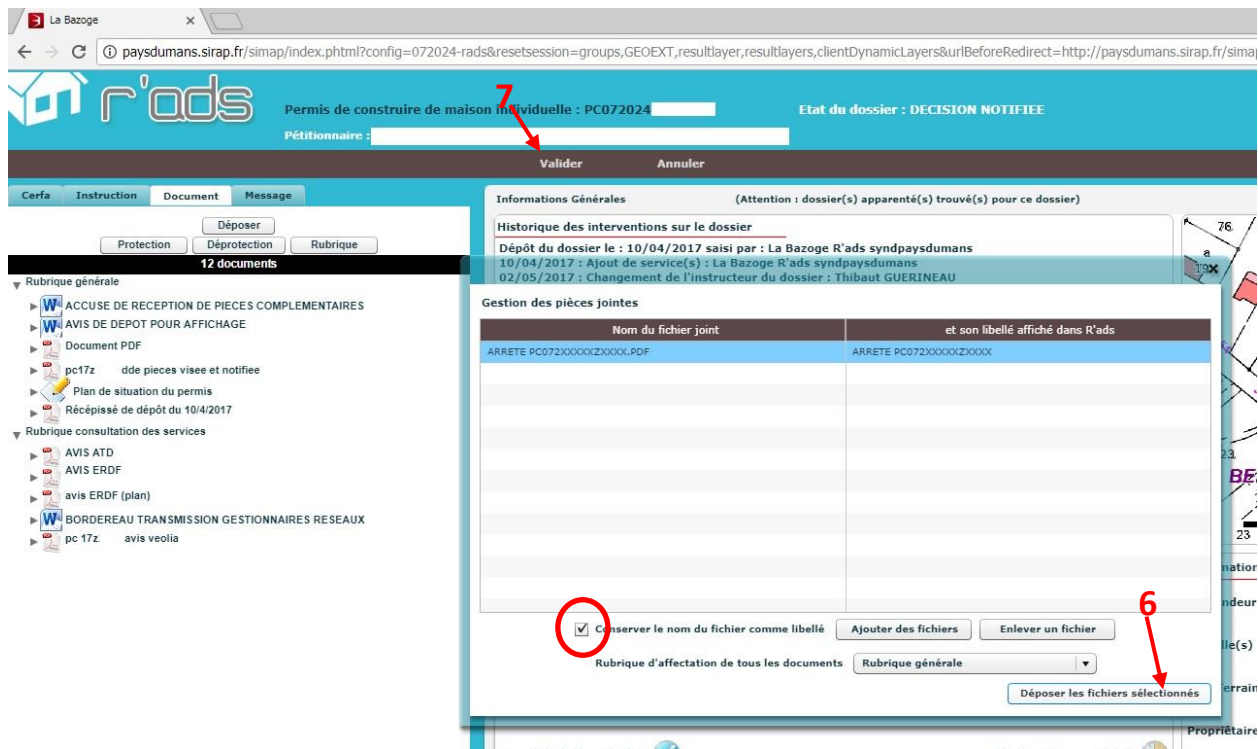 La Bazoge
paysdumans.sirap.fr/simap/index.phtml?config=072024-rads&resetsession=groups,GEOEXT,resultlayer,resultlayers,clientDynamicLayers&urlBeforeRedirect=http://paysdumans.sirap.fr/simap
r'ads
7
Permis de construire de maison individuelle : PC072024
Etat du dossier : DECISION NOTIFIEE
Pétitionnaire :
Valider Annuler
Cerfa Instruction Document Message
Déposer
Protection Déprotection Rubrique
12 documents
Rubrique générale
ACCUSE DE RECEPTION DE PIECES COMPLEMENTAIRES
AVIS DE DEPOT POUR AFFICHAGE
Document PDF
pc17z dde pieces visee et notifiee
Plan de situation du permis
Récépissé de dépôt du 10/4/2017
Rubrique consultation des services
AVIS ATD
AVIS ERDF
avis ERDF (plan)
BORDEREAU TRANSMISSION GESTIONNAIRES RESEAUX
pc 17z avis veolia
Informations Générales (Attention : dossier(s) apparenté(s) trouvé(s) pour ce dossier)
Historique des interventions sur le dossier
Dépôt du dossier le : 10/04/2017 saisi par : La Bazoge R'ads syndpaysdumans
10/04/2017 : Ajout de service(s) : La Bazoge R'ads syndpaysdumans
02/05/2017 : Changement de l'instructeur du dossier : Thibaut GUERINEAU
Gestion des pièces jointes
Nom du fichier joint et son libellé affiché dans R'ads
ARRETE PC072XXXXXZXXXX.PDF ARRETE PC072XXXXXZXXXX
6
Conserver le nom du fichier comme libellé Ajouter des fichiers Enlever un fichier
Rubrique d'affectation de tous les documents Rubrique générale
Déposer les fichiers sélectionnés
76
a
23
BE
23
mation
ndeur
lle(s)
errain
Propriétaire